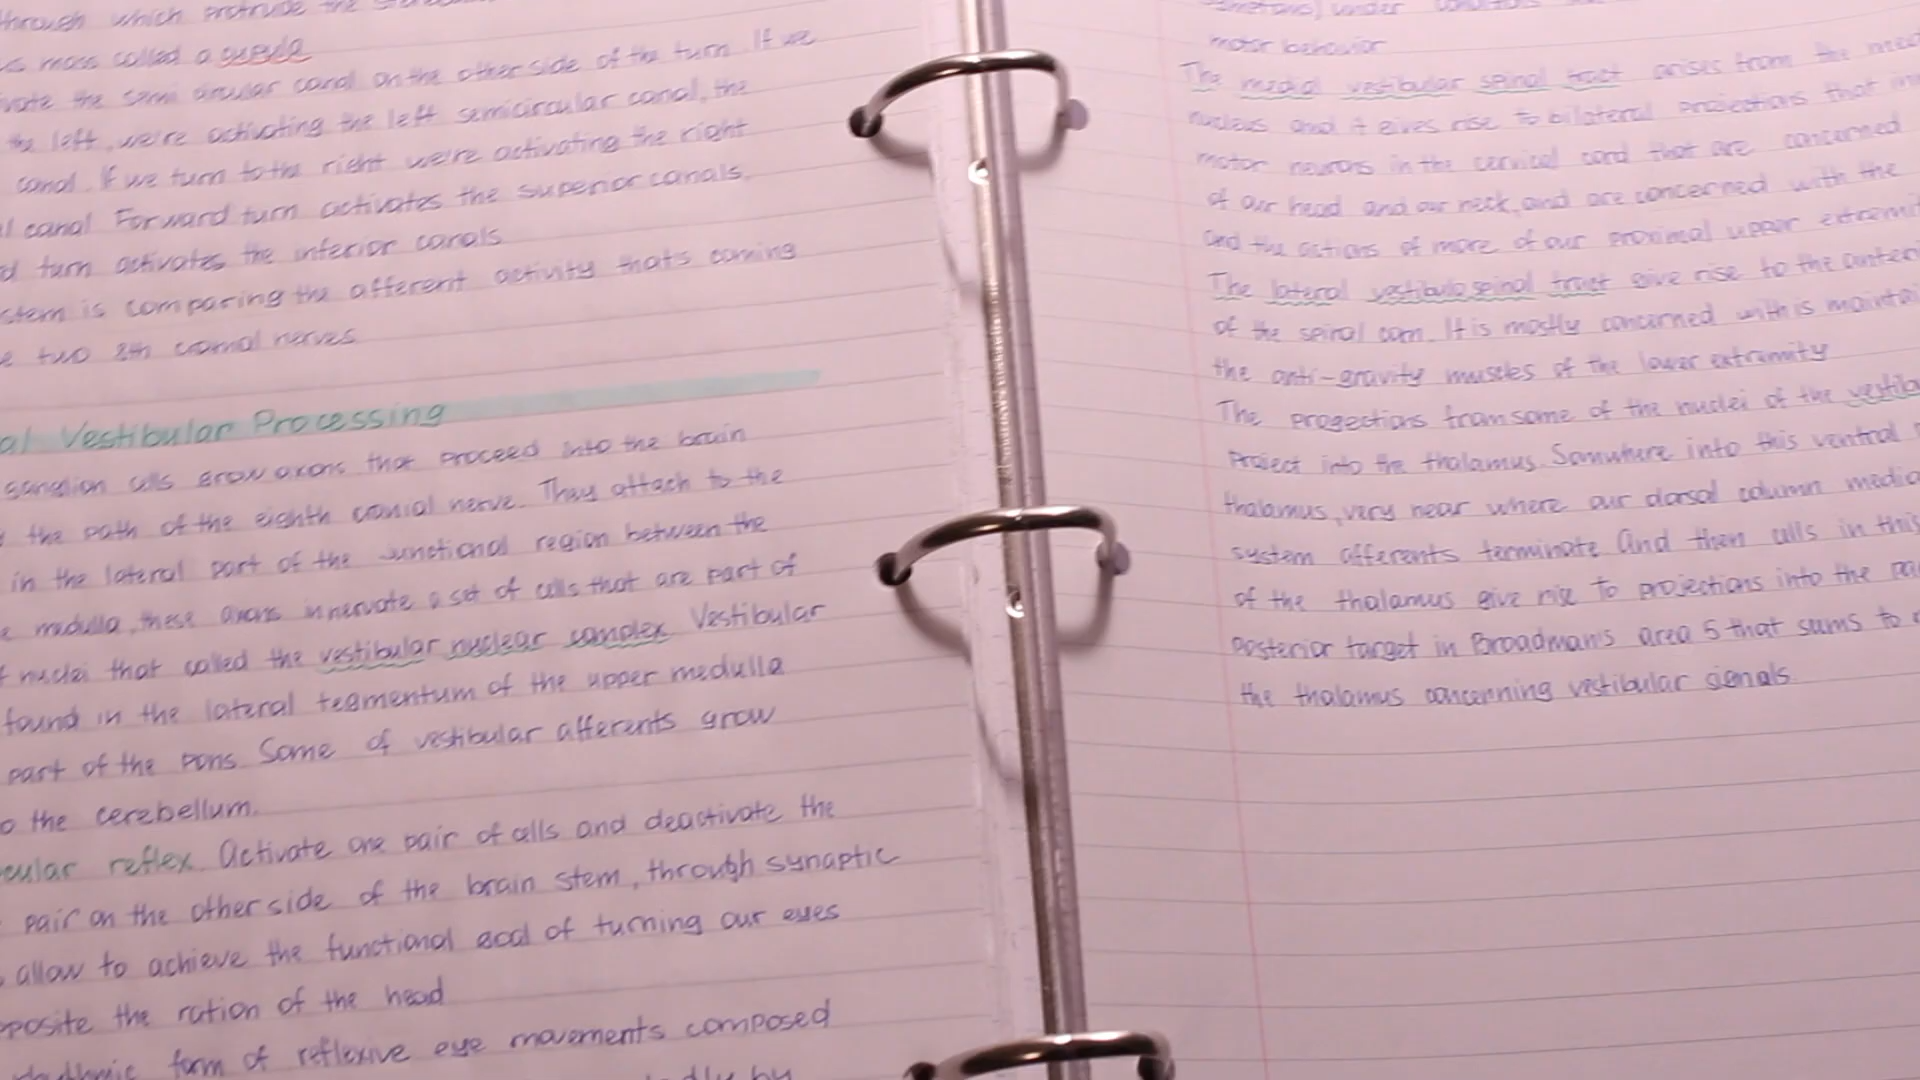 through which protrude the
mass called a cupula
the semi circular canal on the other side of the turn. If we
the left, we're activating the left semicircular canal, the
canal. If we turn to the right we're activating the right
canal Forward turn activates the superior canals.
turn activates the inferior canals
is comparing the afferent activity that's coming
two 8th cranial nerves
Vestibular Processing
ganglion cells grow axons that proceed into the brain
the path of the eighth cranial nerve. They attach to the
in the lateral part of the junctional region between the
medulla, these axons innervate a set of cells that are part of
nuclei that called the vestibular nuclear complex. Vestibular
found in the lateral tegmentum of the upper medulla
part of the pons. Some of vestibular afferents grow
the cerebellum.
reflex. Activate one pair of cells and deactivate the
pair on the other side of the brain stem, through synaptic
allow to achieve the functional goal of turning our eyes
the ration of the head
form of reflexive eye movements composed
by
under
motor behavior
The medial vestibular spinal tract arises from the
nucleus and it gives rise to bilateral projections that
motor neurons in the cervical cord that are concerned
of our head and our neck, and are concerned with the
and the actions of more of our proximal upper
The lateral vestibulospinal tract give rise to the
of the spinal corn. It is mostly concerned with is
the anti-gravity muscles of the lower extremity
The progections from some of the nuclei of the
Project into the thalamus. into this ventral
thalamus, very near where our dorsal column
system afferents terminate And then cells in this
of the thalamus give rise to projections into the
posterior target in Broadman's area 5 that sums to
the thalamus concerning vestibular signals.